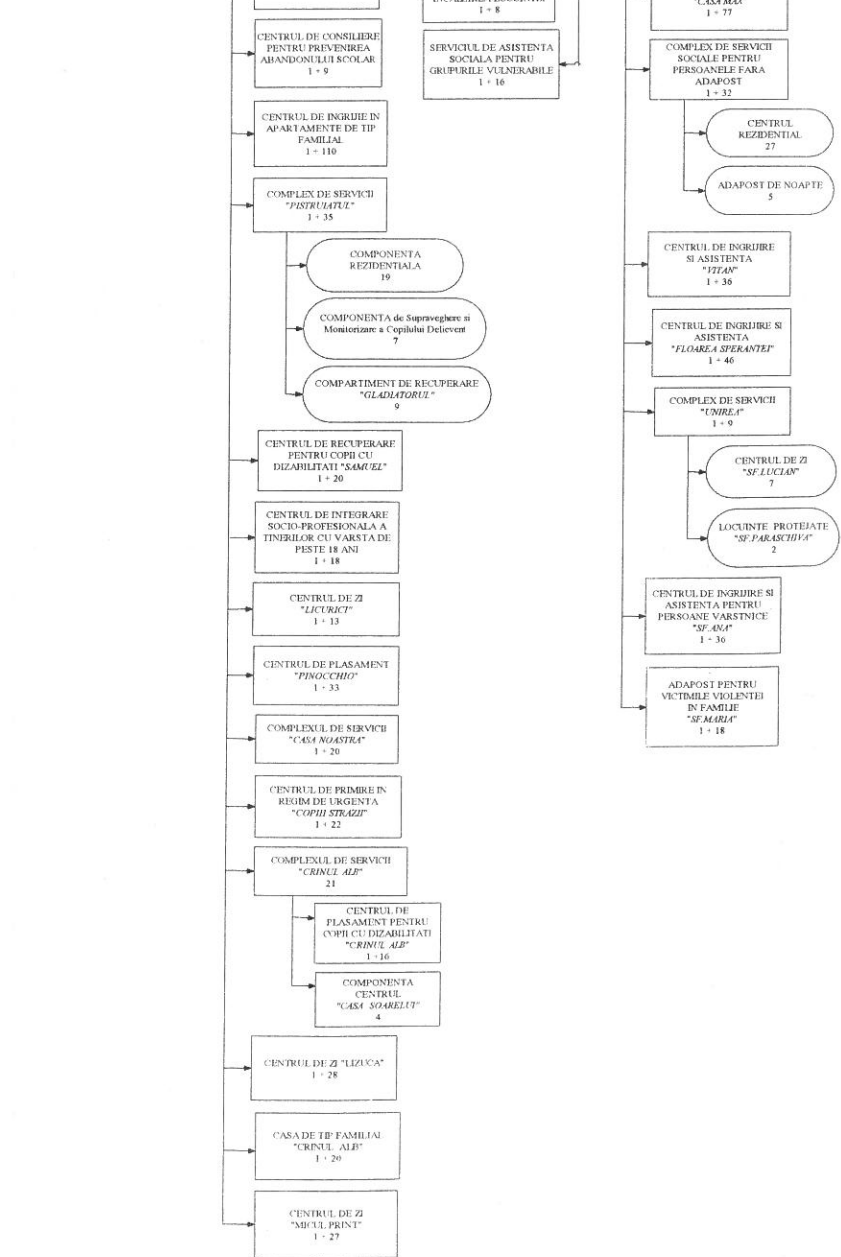 CENTRUL DE CONSILIERE
PENTRU PREVENIREA
ABANDONULUI SCOLAR
1 + 9
CENTRUL DE INGRIJIE IN
APARTAMENTE DE TIP
FAMILIAL
1 + 110
COMPLEX DE SERVICII
"PISTRUIATUL"
1 + 35
COMPONENTA
REZIDENTIALA
19
COMPONENTA de Supraveghere si
Monitorizare a Copilului Delicvent
7
COMPARTIMENT DE RECUPERARE
"GLADIATORUL"
9
CENTRUL DE RECUPERARE
PENTRU COPII CU
DIZABILITATI "SAMUEL"
1 + 20
CENTRUL DE INTEGRARE
SOCIO-PROFESIONALA A
TINERILOR CU VARSTA DE
PESTE 18 ANI
1 + 18
CENTRUL DE ZI
"LICURICI"
1 + 13
CENTRUL DE PLASAMENT
"PINOCCHIO"
1 + 33
COMPLEXUL DE SERVICII
"CASA NOASTRA"
1 + 20
CENTRUL DE PRIMIRE IN
REGIM DE URGENTA
"COPIII STRAZII"
1 + 22
COMPLEXUL DE SERVICII
"CRINUL ALB"
21
CENTRUL DE
PLASAMENT PENTRU
COPII CU DIZABILITATI
"CRINUL ALB"
1 +16
COMPONENTA
CENTRUL
"CASA SOARELUI"
4
CENTRUL DE ZI "LIZUCA"
1 + 28
CASA DE TIP FAMILIAL
"CRINUL ALB"
1 + 20
CENTRUL DE ZI
"MICUL PRINT"
1 + 27
1 + 8
SERVICIUL DE ASISTENTA
SOCIALA PENTRU
GRUPURILE VULNERABILE
1 + 16
"CASA MAX"
1 + 77
COMPLEX DE SERVICII
SOCIALE PENTRU
PERSOANELE FARA
ADAPOST
1 + 32
CENTRUL
REZIDENTIAL
27
ADAPOST DE NOAPTE
5
CENTRUL DE INGRIJIRE
SI ASISTENTA
"VITAN"
1 + 36
CENTRUL DE INGRIJIRE SI
ASISTENTA
"FLOAREA SPERANTEI"
1 + 46
COMPLEX DE SERVICII
"UNIREA"
1 + 9
CENTRUL DE ZI
"SF.LUCIAN"
7
LOCUINTE PROTEJATE
"SF.PARASCHIVA"
2
CENTRUL DE INGRIJIRE SI
ASISTENTA PENTRU
PERSOANE VARSTNICE
"SF.ANA"
1 + 36
ADAPOST PENTRU
VICTIMILE VIOLENTEI
IN FAMILIE
"SF.MARIA"
1 + 18